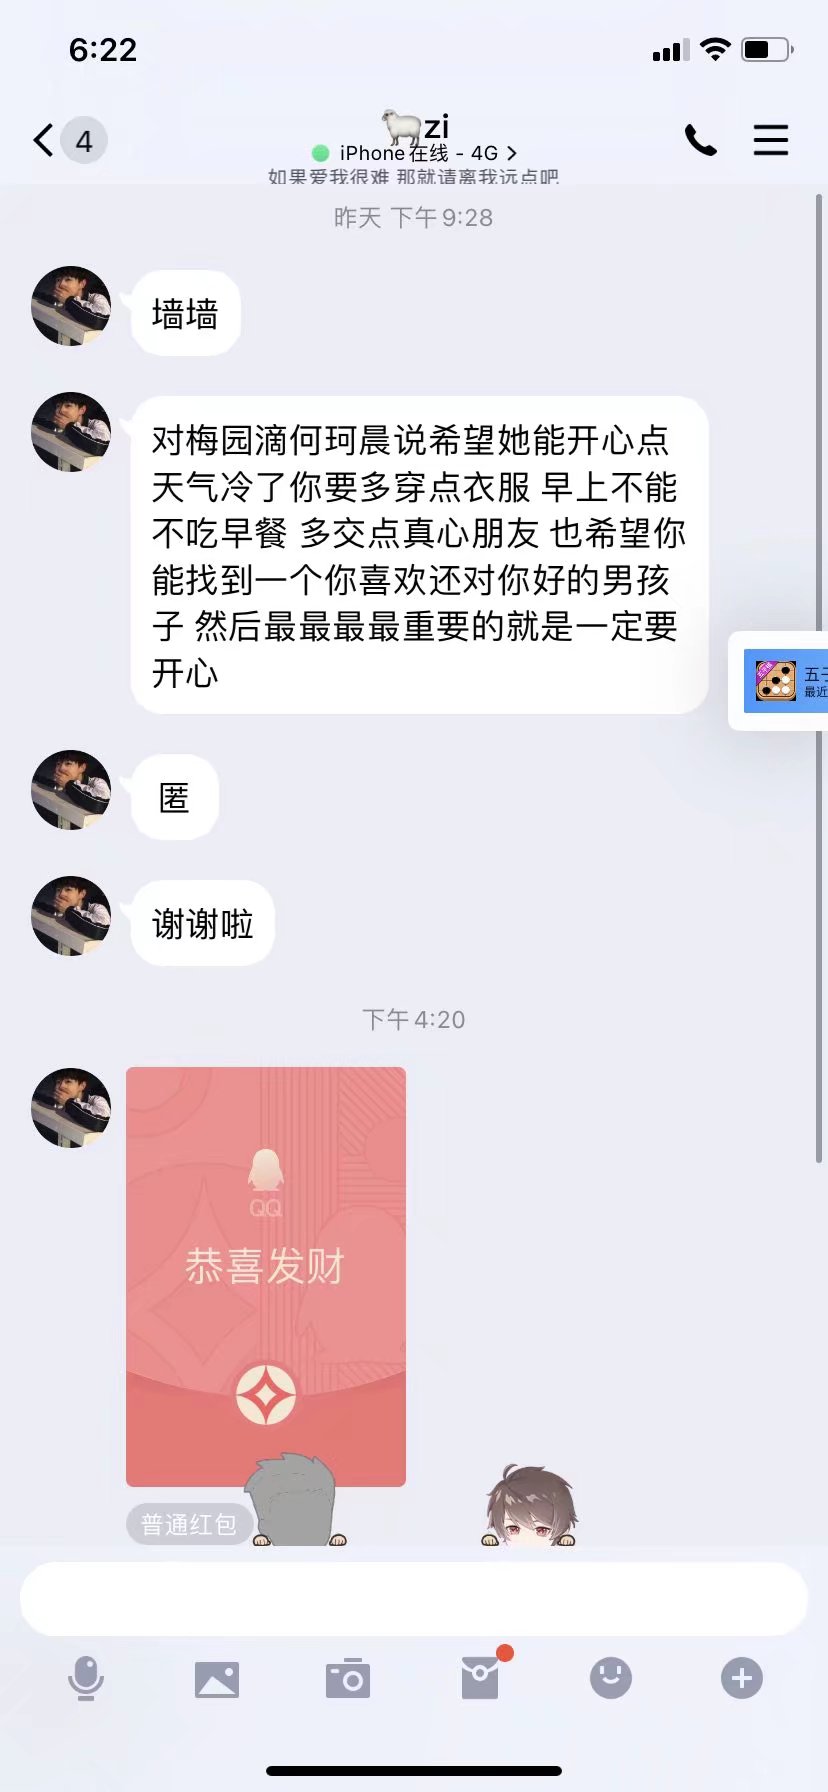 6:22
4
zi
iPhone在线 - 4G
如果爱我很难 那就请离我远点吧
昨天 下午9:28
墙墙
对梅园滴何珂晨说希望她能开心点
天气冷了你要多穿点衣服 早上不能
不吃早餐 多交点真心朋友 也希望你
能找到一个你喜欢还对你好的男孩
子 然后最最最最重要的就是一定要
开心
五子
最近
匿
谢谢啦
下午4:20
QQ
恭喜发财
普通红包